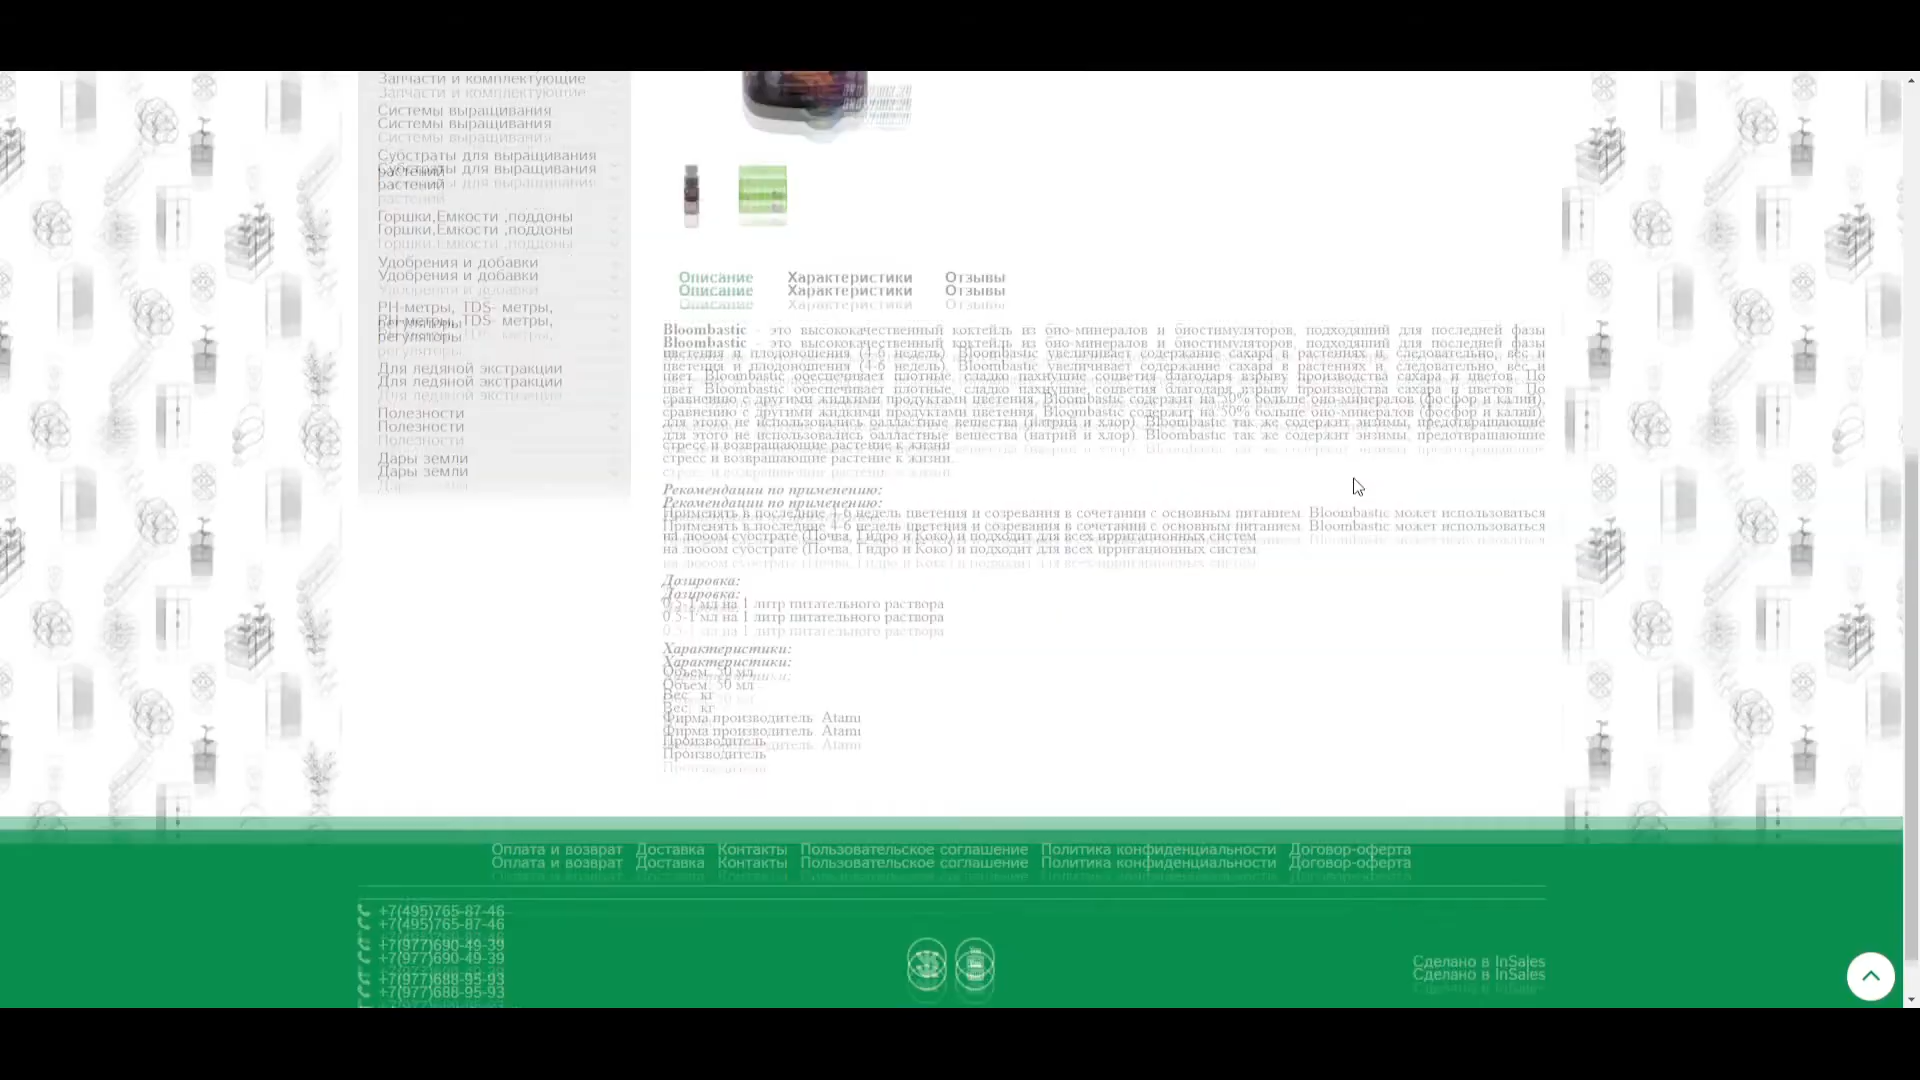 Запчасти и комплектующие
Системы выращивания
Субстраты для выращивания
растений
Горшки,Емкости ,поддоны
Удобрения и добавки
PH-метры, TDS- метры,
регуляторы
Для ледяной экстракции
Полезности
Дары земли
Описание Характеристики Отзывы
Bloombastic - это высококачественный коктейль из био-минералов и биостимуляторов, подходящий для последней фазы
цветения и плодоношения (4-6 недель). Bloombastic увеличивает содержание сахара в растениях и, следовательно, вес и
цвет. Bloombastic обеспечивает плотные, сладко пахнущие соцветия благодаря взрыву производства сахара и цветов. По
сравнению с другими жидкими продуктами цветения, Bloombastic содержит на 50% больше био-минералов (фосфор и калий),
для этого не использовались балластные вещества (натрий и хлор). Bloombastic так же содержит энзимы, предотвращающие
стресс и возвращающие растение к жизни.
Рекомендации по применению:
Применять в последние 4-6 недель цветения и созревания в сочетании с основным питанием. Bloombastic может использоваться
на любом субстрате (Почва, Гидро и Коко) и подходит для всех ирригационных систем.
Дозировка:
0.5-1 мл на 1 литр питательного раствора
Характеристики:
Объем: 50 мл
Вес: кг
Фирма производитель Atami
Производитель
Оплата и возврат Доставка Контакты Пользовательское соглашение Политика конфиденциальности Договор-оферта
+7(495)765-87-46
+7(977)690-49-39
+7(977)688-95-93
Сделано в InSales